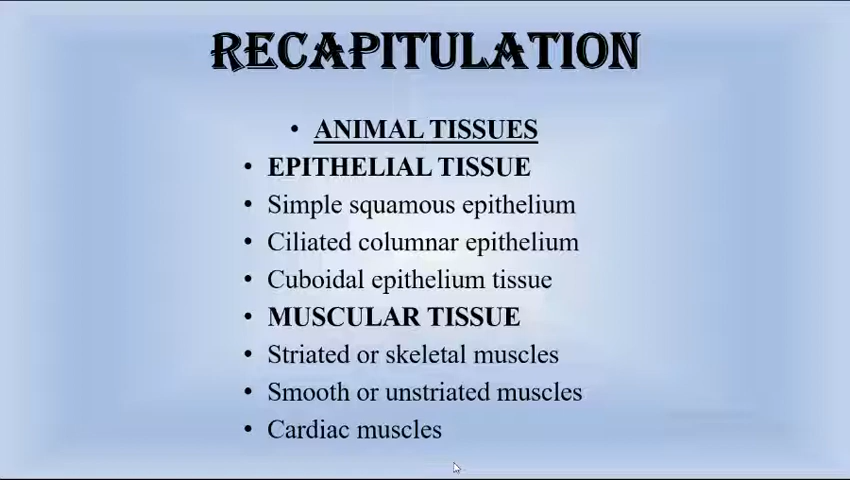 RECAPITULATION
• ANIMAL TISSUES
• EPITHELIAL TISSUE
• Simple squamous epithelium
• Ciliated columnar epithelium
• Cuboidal epithelium tissue
• MUSCULAR TISSUE
• Striated or skeletal muscles
• Smooth or unstriated muscles
• Cardiac muscles